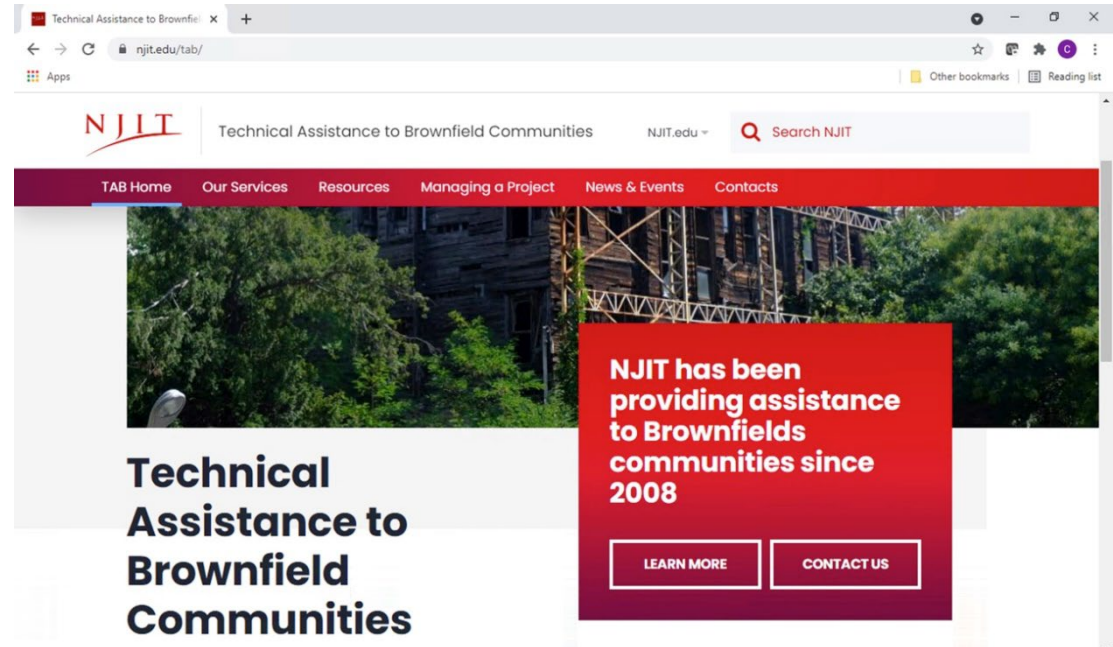 Technical Assistance to Brownfiel
njit.edu/tab/
C
Apps
Other bookmarks
Reading list
NJIT
Technical Assistance to Brownfield Communities
NJIT.edu
Search NJIT
TAB Home
Our Services
Resources
Managing a Project
News & Events
Contacts
NJIT has been
providing assistance
to Brownfields
communities since
2008
LEARN MORE
CONTACT US
Technical
Assistance to
Brownfield
Communities